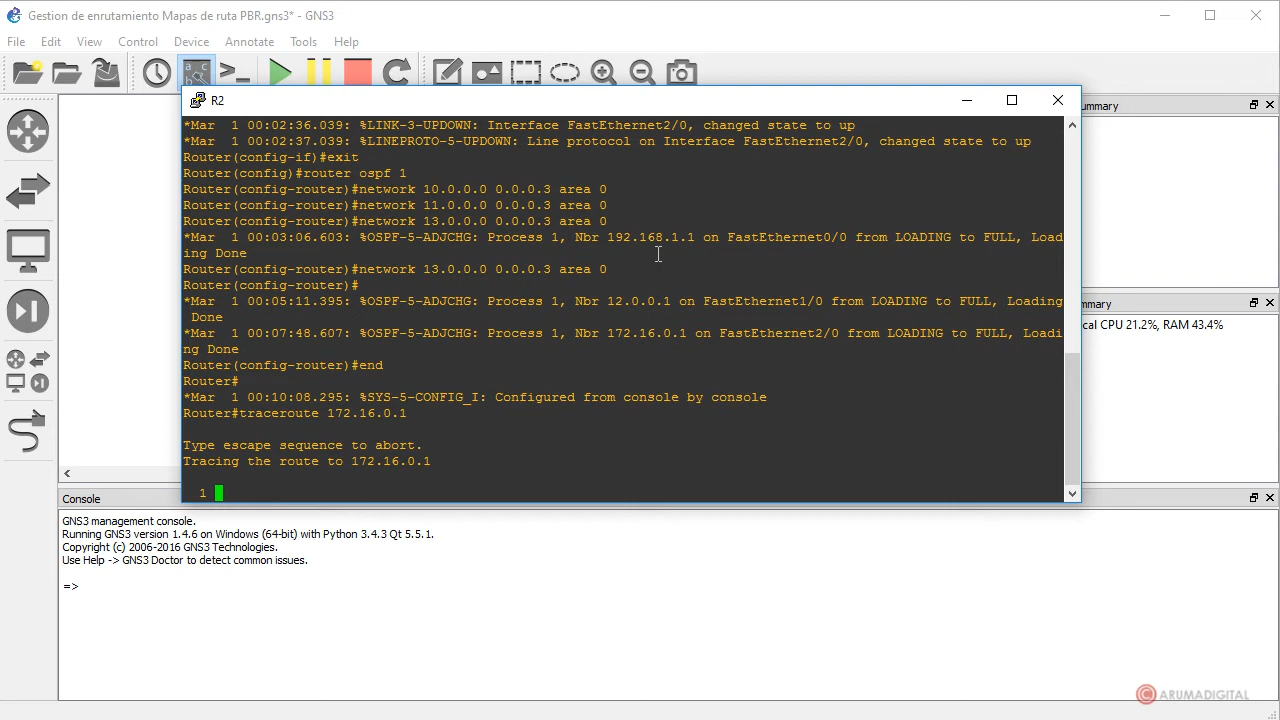 Gestion de enrutamiento Mapas de ruta PBR.gns3* - GNS3
File Edit View Control Device Annotate Tools Help
R2
*Mar  1 00:02:36.039: %LINK-3-UPDOWN: Interface FastEthernet2/0, changed state to up
*Mar  1 00:02:37.039: %LINEPROTO-5-UPDOWN: Line protocol on Interface FastEthernet2/0, changed state to up
Router(config-if)#exit
Router(config)#router ospf 1
Router(config-router)#network 10.0.0.0 0.0.0.3 area 0
Router(config-router)#network 11.0.0.0 0.0.0.3 area 0
Router(config-router)#network 13.0.0.0 0.0.0.3 area 0
*Mar  1 00:03:06.603: %OSPF-5-ADJCHG: Process 1, Nbr 192.168.1.1 on FastEthernet0/0 from LOADING to FULL, Load
ing Done
Router(config-router)#network 13.0.0.0 0.0.0.3 area 0
Router(config-router)#
*Mar  1 00:05:11.395: %OSPF-5-ADJCHG: Process 1, Nbr 12.0.0.1 on FastEthernet1/0 from LOADING to FULL, Loading
Done
*Mar  1 00:07:48.607: %OSPF-5-ADJCHG: Process 1, Nbr 172.16.0.1 on FastEthernet2/0 from LOADING to FULL, Loadi
ng Done
Router(config-router)#end
Router#
*Mar  1 00:10:08.295: %SYS-5-CONFIG_I: Configured from console by console
Router#traceroute 172.16.0.1
Type escape sequence to abort.
Tracing the route to 172.16.0.1
1
ummary
mmary
cal CPU 21.2%, RAM 43.4%
Console
GNS3 management console.
Running GNS3 version 1.4.6 on Windows (64-bit) with Python 3.4.3 Qt 5.5.1.
Copyright (c) 2006-2016 GNS3 Technologies.
Use Help -> GNS3 Doctor to detect common issues.
=>
© ARUMADIGITAL